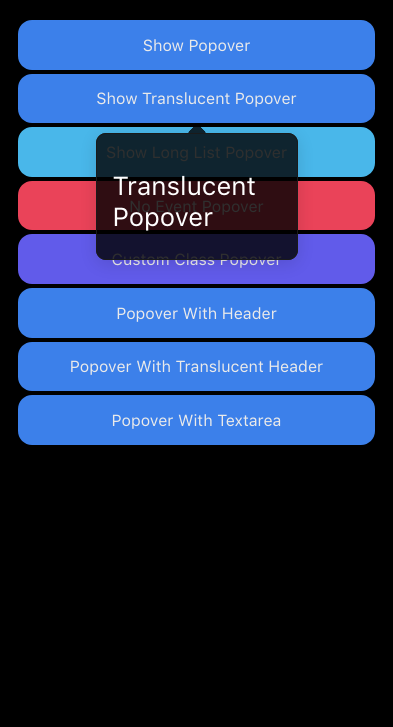 Show Popover
Show Translucent Popover
Show Long List Popover
Translucent
Popover
No Event Popover
Custom Class Popover
Popover With Header
Popover With Translucent Header
Popover With Textarea